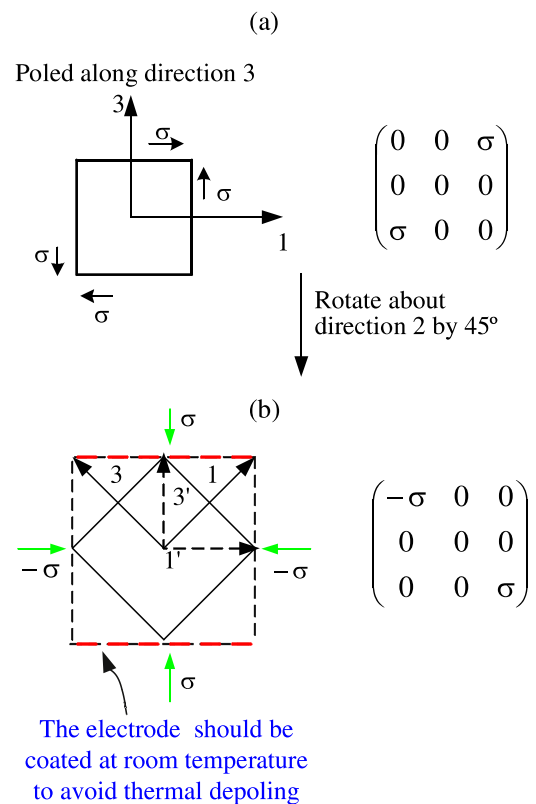 (a)
Poled along direction 3
3
σ
σ
1
σ
σ
0 0 σ
0 0 0
σ 0 0
Rotate about
direction 2 by 45º
(b)
σ
3 1
3'
1'
−σ −σ
σ
−σ 0 0
0 0 0
0 0 σ
The electrode should be
coated at room temperature
to avoid thermal depoling